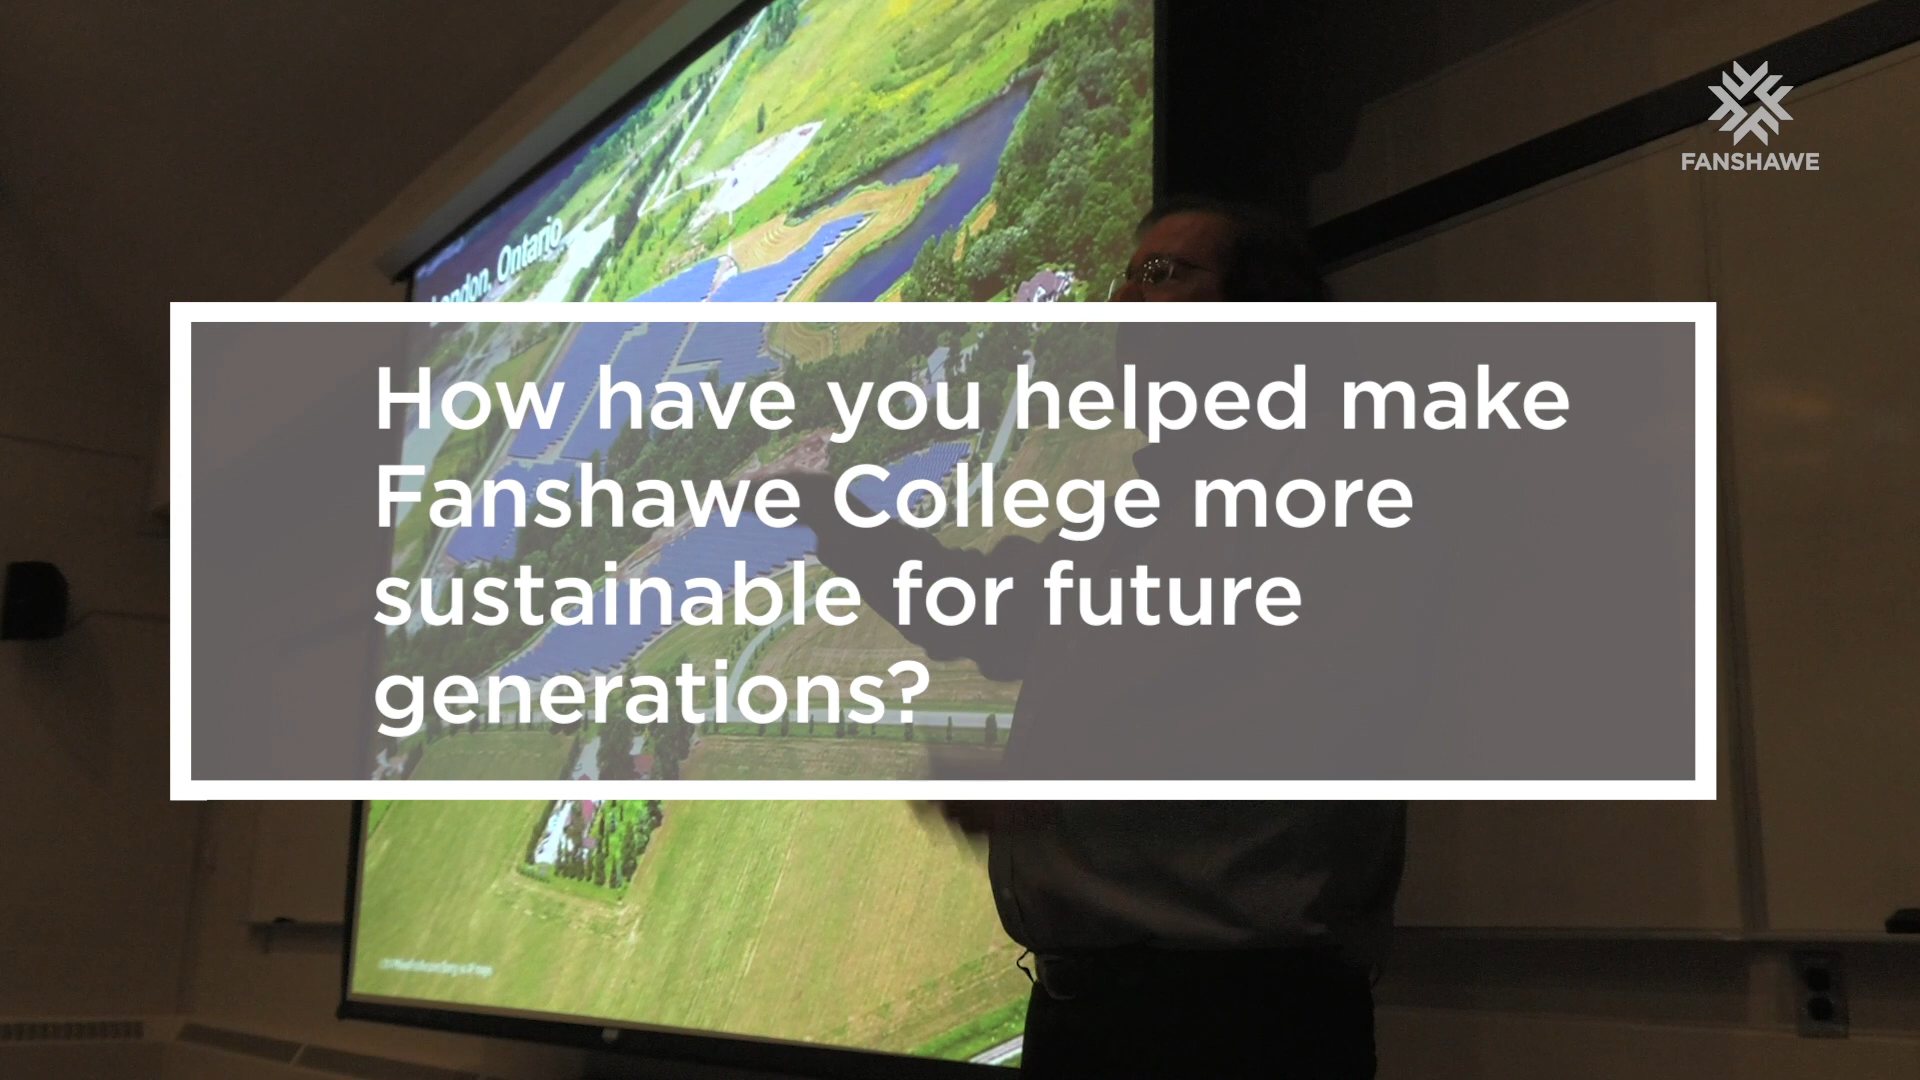 FANSHAWE
London, Ontario
How have you helped make
Fanshawe College more
sustainable for future
generations?